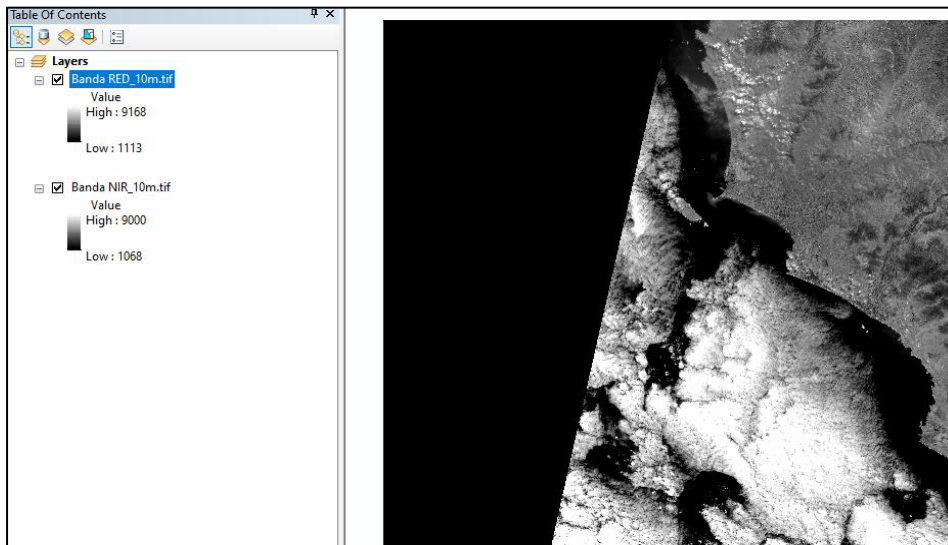 Table Of Contents
Layers
Banda RED_10m.tif
Value
High : 9168
Low : 1113
Banda NIR_10m.tif
Value
High : 9000
Low : 1068